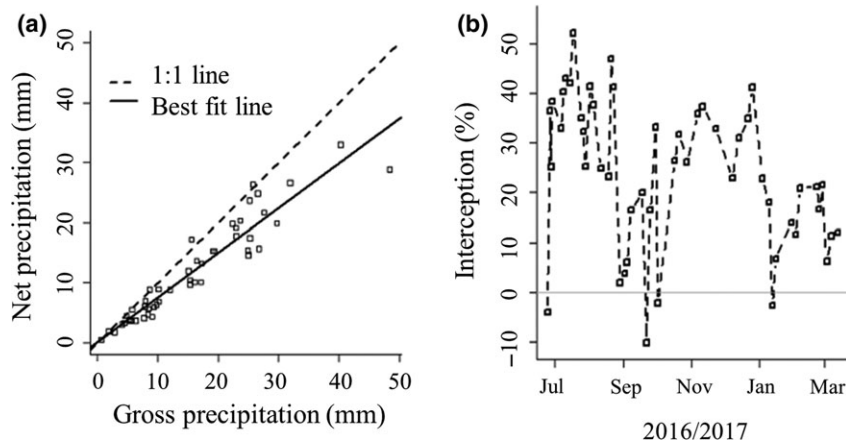 (a)
Net precipitation (mm)
50
40
30
20
10
0
1:1 line
Best fit line
0 10 20 30 40 50
Gross precipitation (mm)
(b)
Interception (%)
50
40
30
20
10
0
−10
Jul Sep Nov Jan Mar
2016/2017